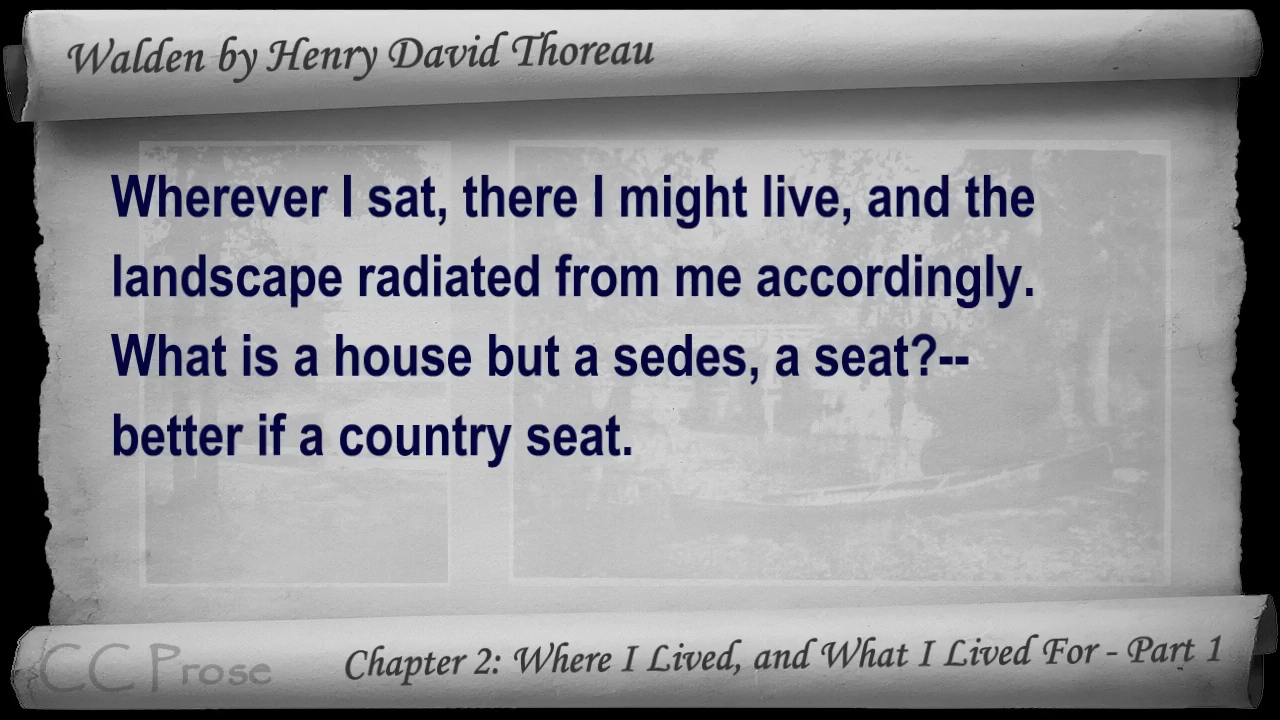 Walden by Henry David Thoreau
Wherever I sat, there I might live, and the
landscape radiated from me accordingly.
What is a house but a sedes, a seat?--
better if a country seat.
CC Prose
Chapter 2: Where I Lived, and What I Lived For - Part 1